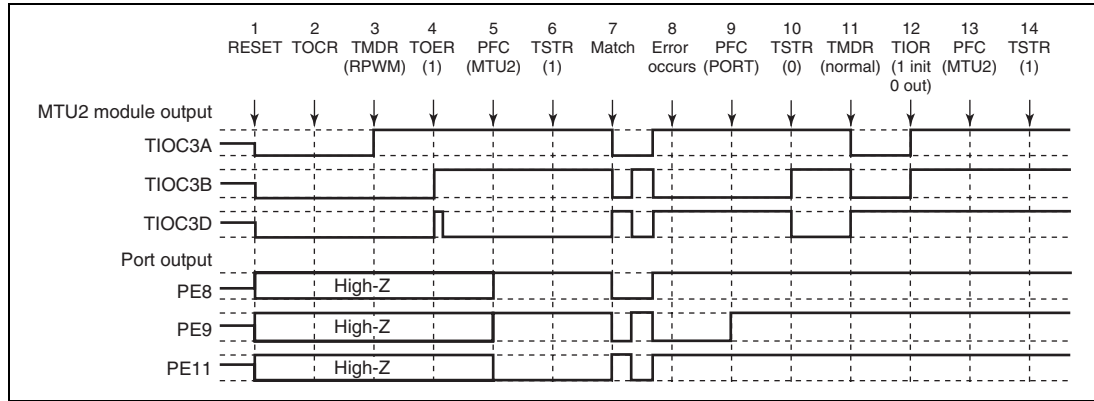 1 2 3 4 5 6 7 8 9 10 11 12 13 14
RESET TOCR TMDR TOER PFC TSTR Match Error PFC TSTR TMDR TIOR PFC TSTR
(RPWM) (1) (MTU2) (1) occurs (PORT) (0) (normal) (1 init (MTU2) (1)
0 out)
MTU2 module output
TIOC3A
TIOC3B
TIOC3D
Port output
PE8 High-Z
PE9 High-Z
PE11 High-Z